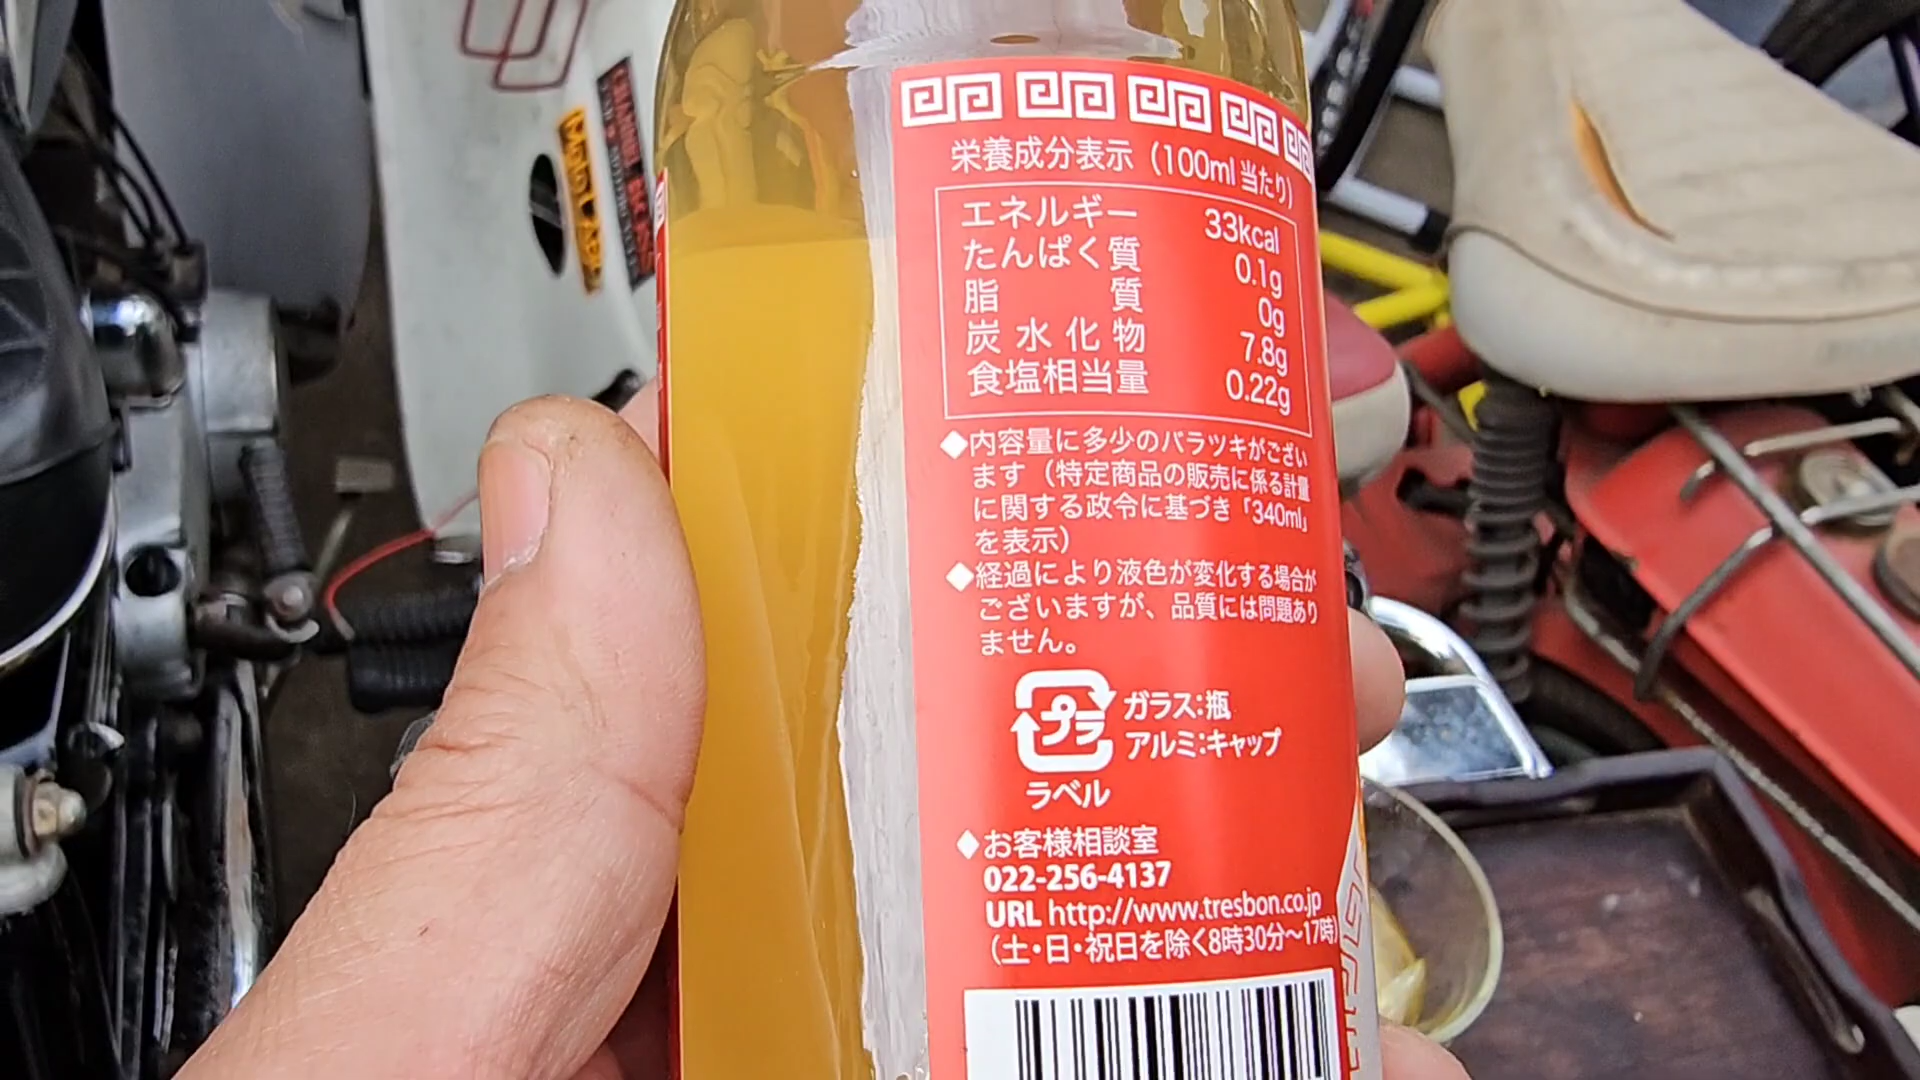 栄養成分表示（100ml 当たり）
エネルギー 33kcal
たんぱく質 0.1g
脂質 0g
炭水化物 7.8g
食塩相当量 0.22g
◆内容量に多少のバラツキがござい
ます（特定商品の販売に係る計量
に関する政令に基づき「340ml」
を表示）
◆経過により液色が変化する場合が
ございますが、品質には問題あり
ません。
プラ
ガラス:瓶
アルミ:キャップ
ラベル
◆お客様相談室
022-256-4137
URL http://www.tresbon.co.jp
（土・日・祝日を除く8時30分～17時）